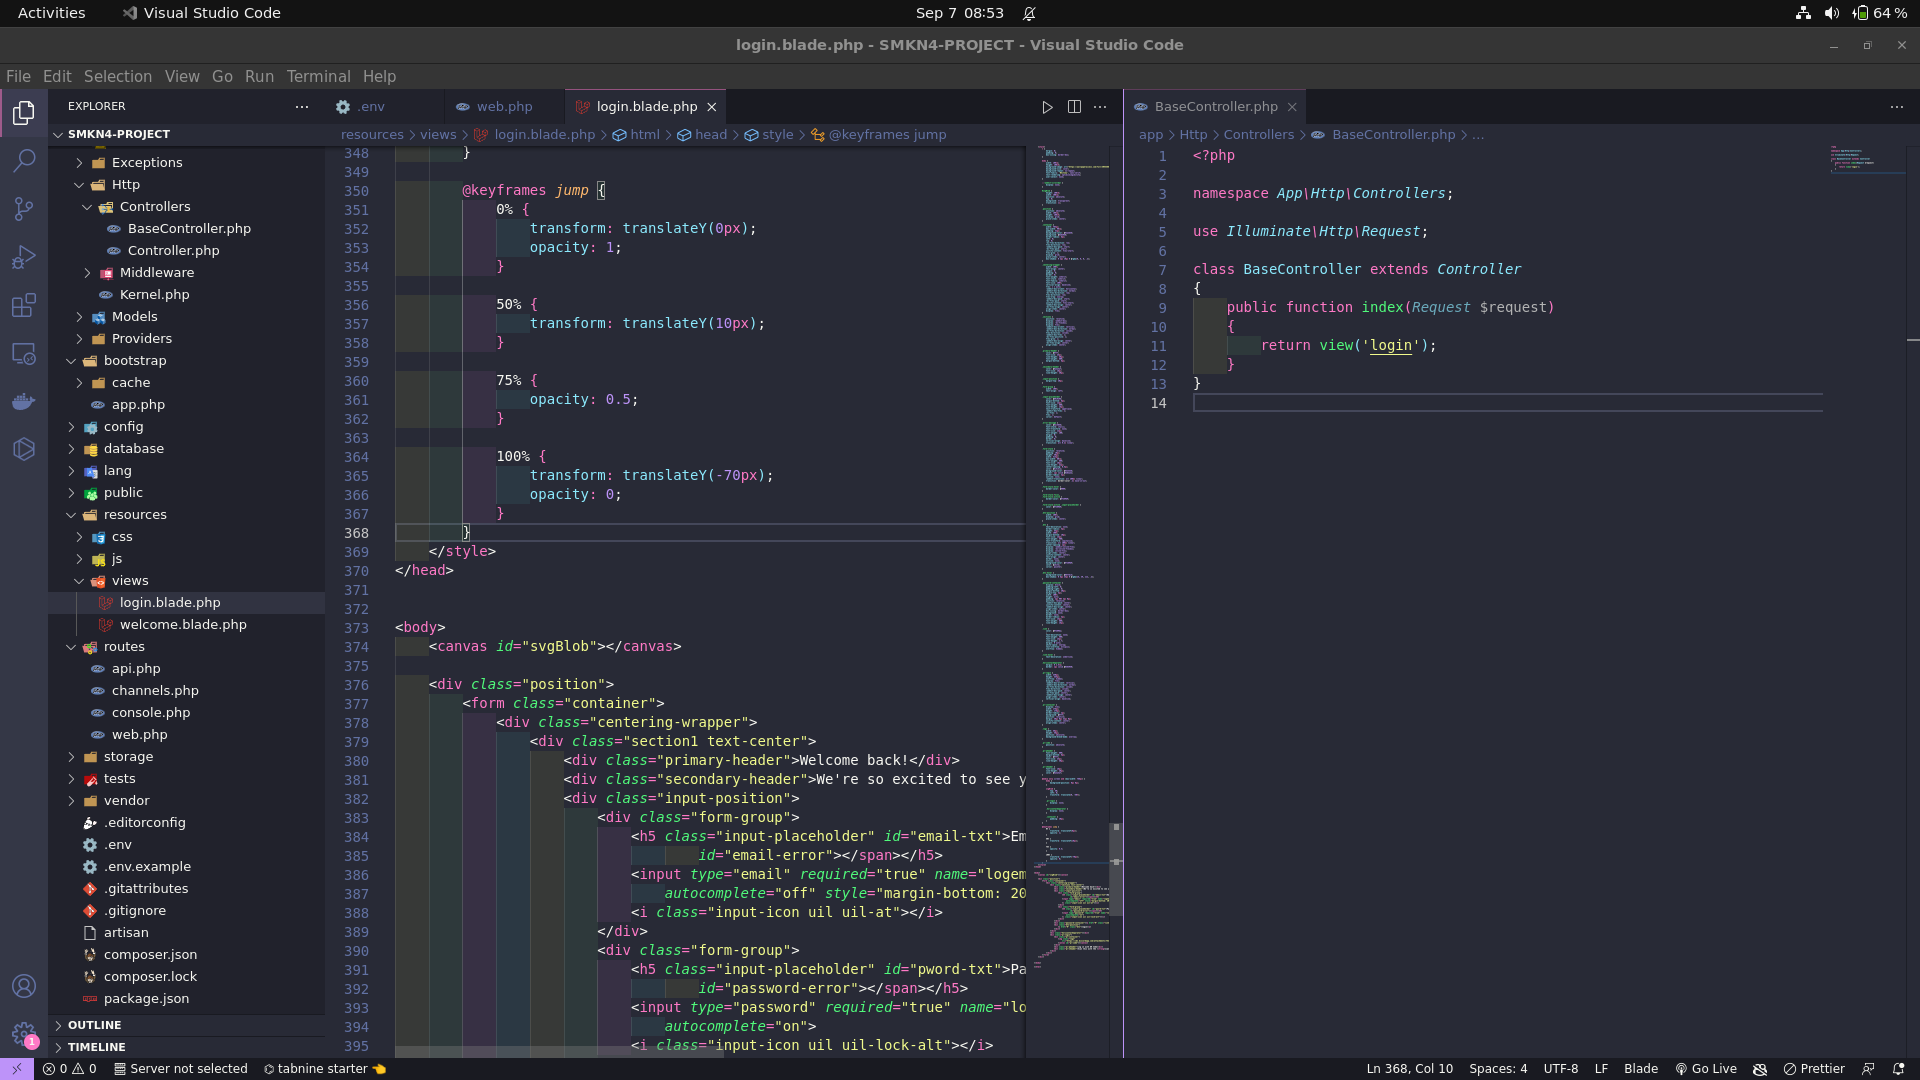 Activities
Visual Studio Code
Sep 7 08:53
64 %
login.blade.php - SMKN4-PROJECT - Visual Studio Code
File Edit Selection View Go Run Terminal Help
EXPLORER
SMKN4-PROJECT
Exceptions
Http
Controllers
BaseController.php
Controller.php
Middleware
Kernel.php
Models
Providers
bootstrap
cache
app.php
config
database
lang
public
resources
css
js
views
login.blade.php
welcome.blade.php
routes
api.php
channels.php
console.php
web.php
storage
tests
vendor
.editorconfig
.env
.env.example
.gitattributes
.gitignore
artisan
composer.json
composer.lock
package.json
OUTLINE
TIMELINE
.env
web.php
login.blade.php
resources > views > login.blade.php > html > head > style > @keyframes jump
348 }
349
350 @keyframes jump {
351 0% {
352 transform: translateY(0px);
353 opacity: 1;
354 }
355
356 50% {
357 transform: translateY(10px);
358 }
359
360 75% {
361 opacity: 0.5;
362 }
363
364 100% {
365 transform: translateY(-70px);
366 opacity: 0;
367 }
368 }
369 </style>
370 </head>
371
372
373 <body>
374 <canvas id="svgBlob"></canvas>
375
376 <div class="position">
377 <form class="container">
378 <div class="centering-wrapper">
379 <div class="section1 text-center">
380 <div class="primary-header">Welcome back!</div>
381 <div class="secondary-header">We're so excited to see y
382 <div class="input-position">
383 <div class="form-group">
384 <h5 class="input-placeholder" id="email-txt">Em
385 id="email-error"></span></h5>
386 <input type="email" required="true" name="logem
387 autocomplete="off" style="margin-bottom: 20
388 <i class="input-icon uil uil-at"></i>
389 </div>
390 <div class="form-group">
391 <h5 class="input-placeholder" id="pword-txt">Pa
392 id="password-error"></span></h5>
393 <input type="password" required="true" name="lo
394 autocomplete="on">
395 <i class="input-icon uil uil-lock-alt"></i>
BaseController.php
app > Http > Controllers > BaseController.php > ...
1 <?php
2
3 namespace App\Http\Controllers;
4
5 use Illuminate\Http\Request;
6
7 class BaseController extends Controller
8 {
9 public function index(Request $request)
10 {
11 return view('login');
12 }
13 }
14
1
0 0 Server not selected tabnine starter
Ln 368, Col 10 Spaces: 4 UTF-8 LF Blade Go Live Prettier